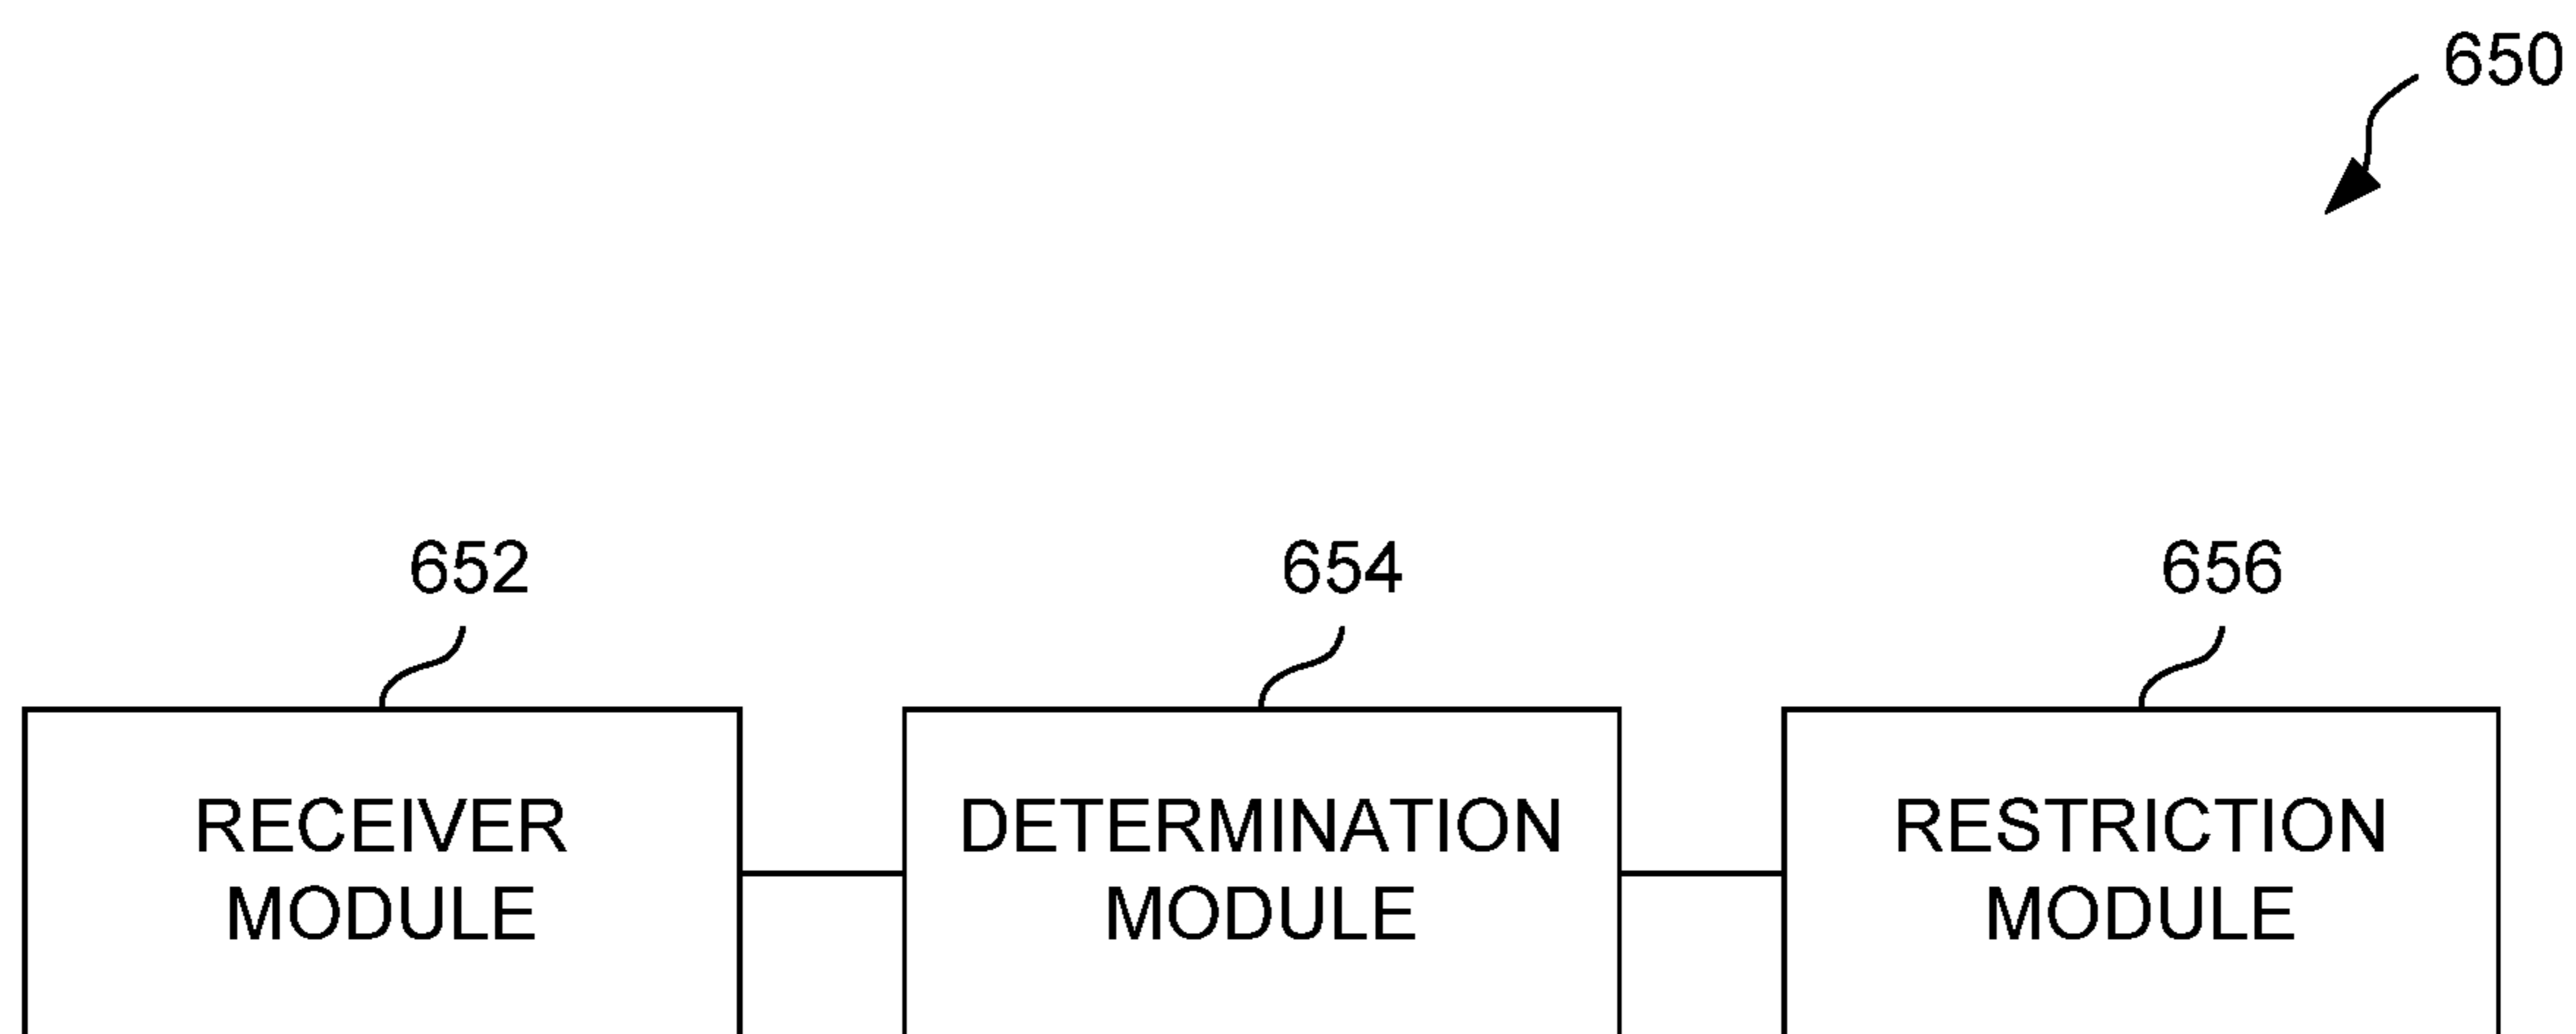 650
652
654
656
RECEIVER
MODULE
DETERMINATION
MODULE
RESTRICTION
MODULE